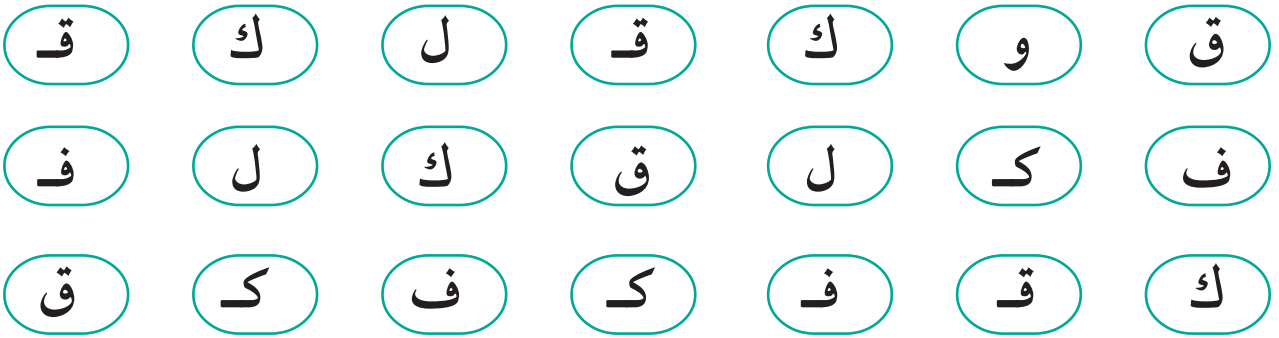 ق و ك قـ ل ك قـ
ف كـ ل ق ك ل فـ
ك قـ فـ كـ ف كـ ق